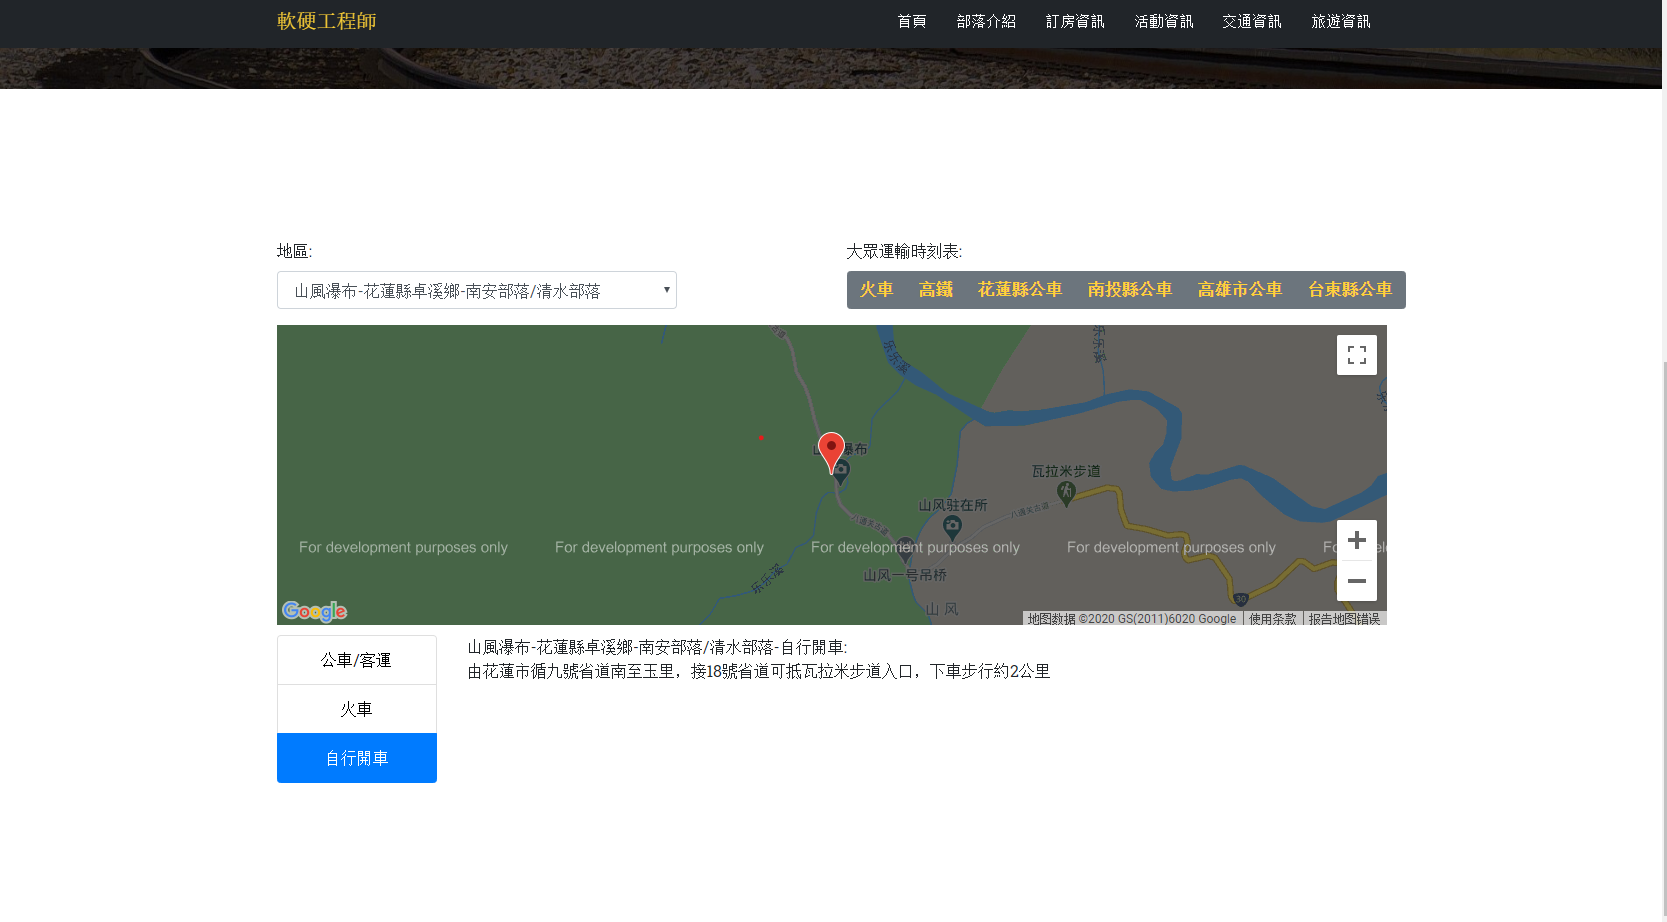 軟硬工程師
首頁 部落介紹 訂房資訊 活動資訊 交通資訊 旅遊資訊
地區:
大眾運輸時刻表:
山風瀑布-花蓮縣卓溪鄉-南安部落/清水部落
火車 高鐵 花蓮縣公車 南投縣公車 高雄市公車 台東縣公車
古道
乐乐溪
乐乐溪
瀑布
瓦拉米步道
山风驻在所
八通关古道
八通关古道
For development purposes only For development purposes only For development purposes only For development purposes only
山风一号吊桥
乐乐溪
30
山风
Google
地图数据 ©2020 GS(2011)6020 Google 使用条款 报告地图错误
公車/客運
火車
自行開車
山風瀑布-花蓮縣卓溪鄉-南安部落/清水部落-自行開車:
由花蓮市循九號省道南至玉里，接18號省道可抵瓦拉米步道入口，下車步行約2公里